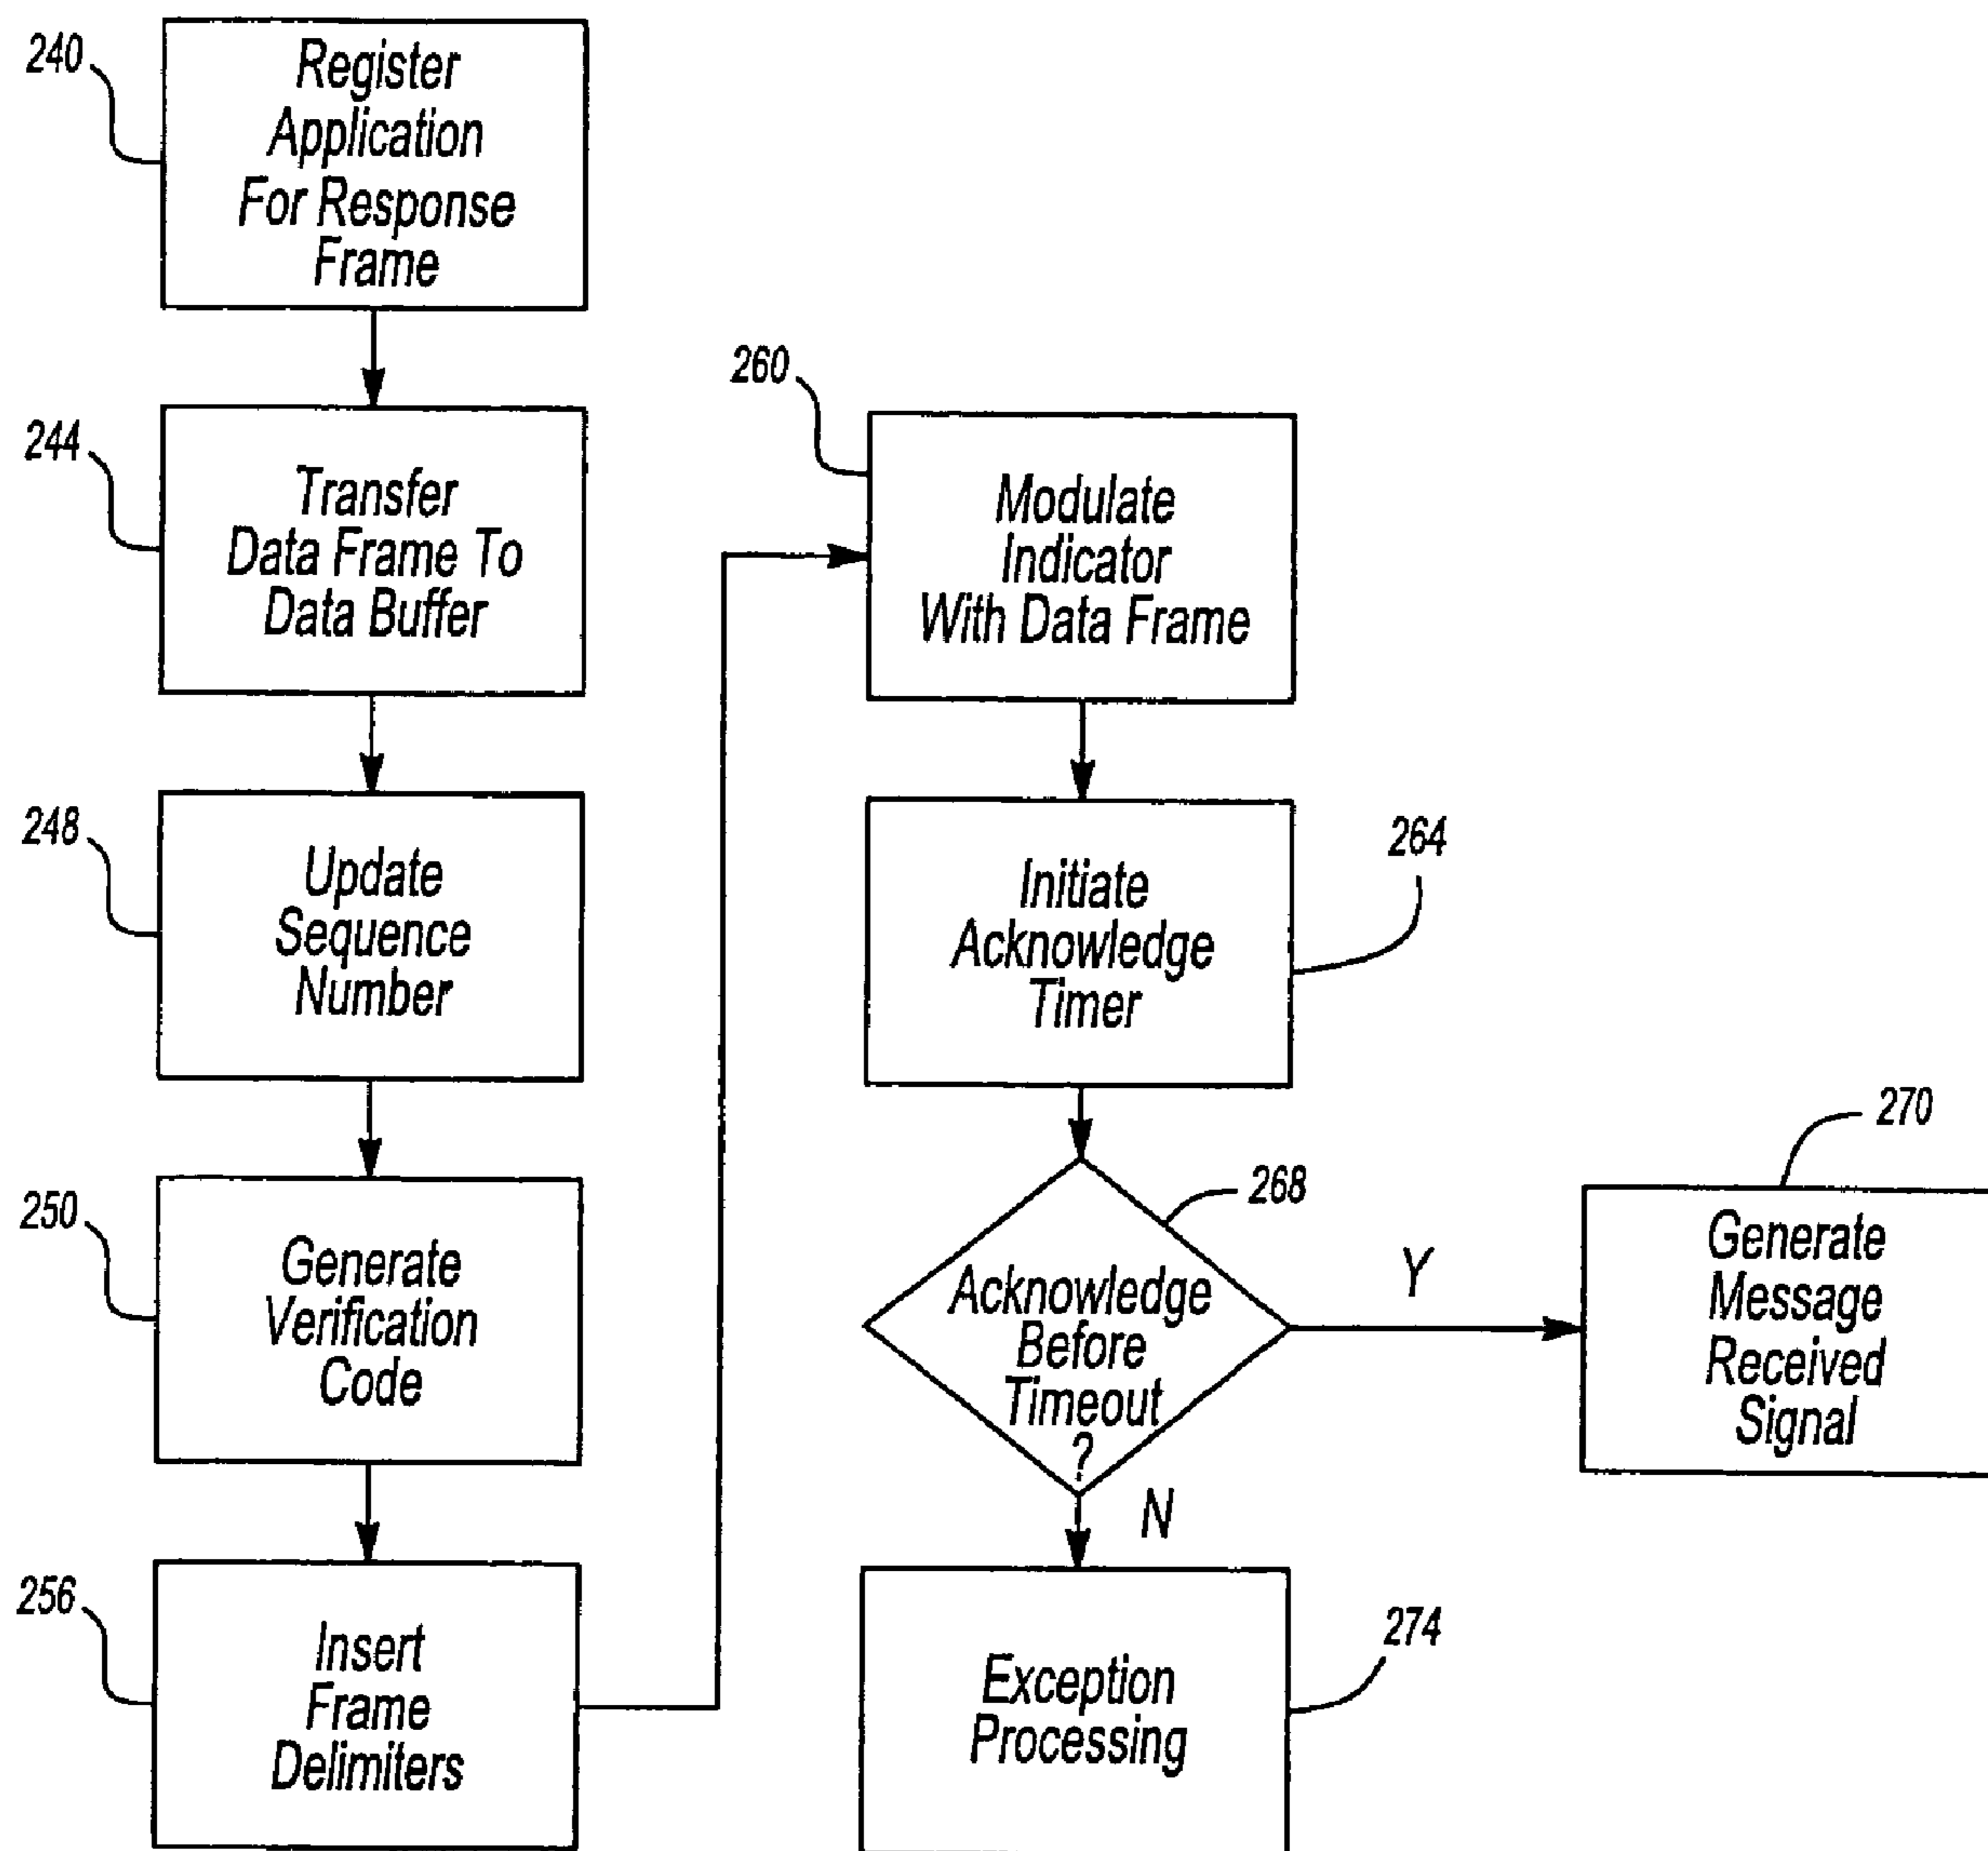 240
Register
Application
For Response
Frame
244
Transfer
Data Frame To
Data Buffer
248
Update
Sequence
Number
250
Generate
Verification
Code
256
Insert
Frame
Delimiters
260
Modulate
Indicator
With Data Frame
264
Initiate
Acknowledge
Timer
268
Acknowledge
Before
Timeout
?
Y
270
Generate
Message
Received
Signal
N
274
Exception
Processing